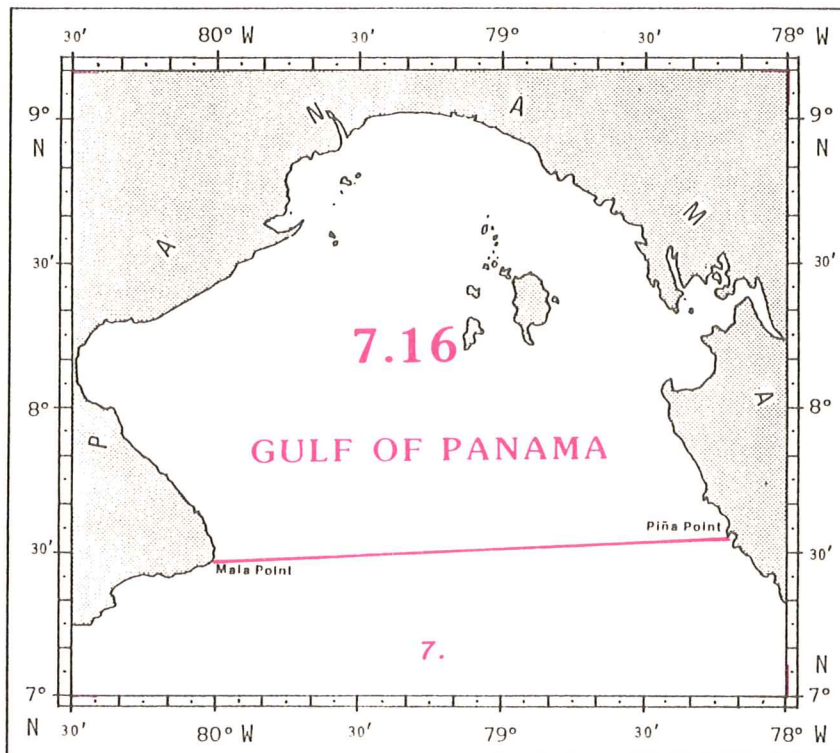 30' 80° W 30' 79° W 30' 78° W
9° N A 9°
N N
A M
30' 30'
7.16
8° A 8°
P
GULF OF PANAMA
Piña Point
30' 30'
Mala Point
7.
N
7° 7°
N 30' 80° W 30' 79° W 30' 78° W N